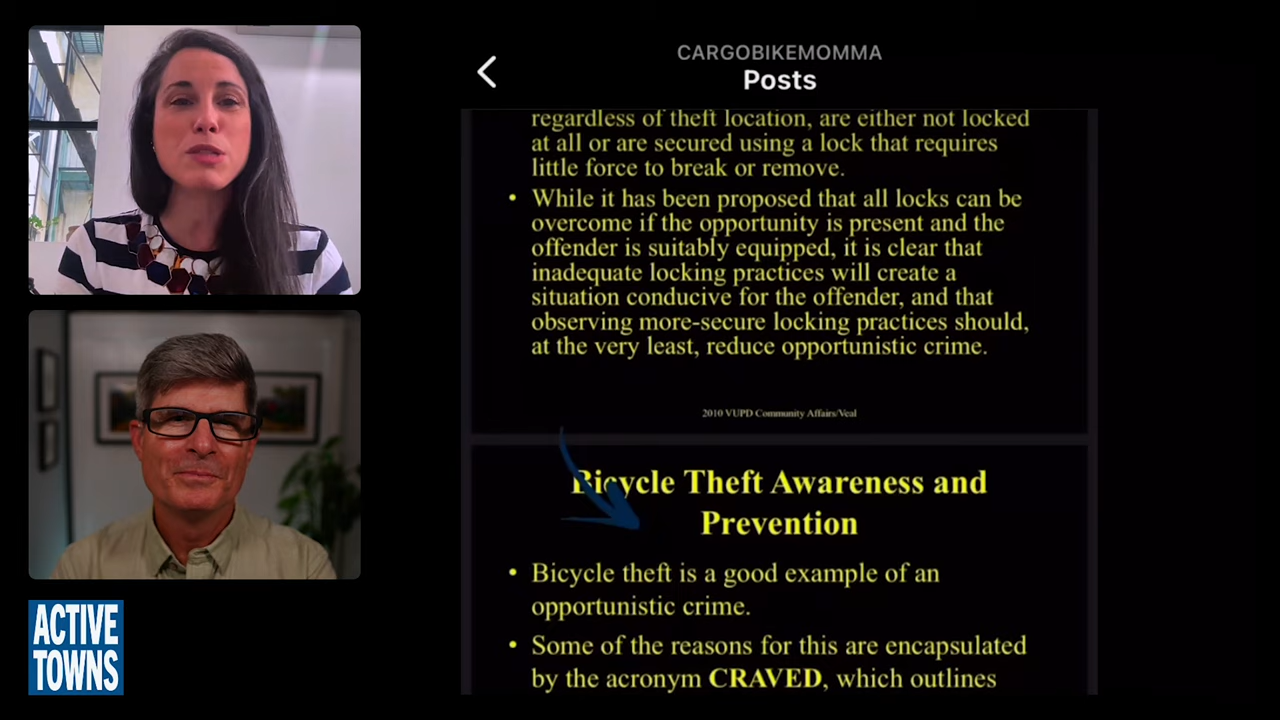 CARGOBIKEMOMMA
Posts
regardless of theft location, are either not locked
at all or are secured using a lock that requires
little force to break or remove.
• While it has been proposed that all locks can be
overcome if the opportunity is present and the
offender is suitably equipped, it is clear that
inadequate locking practices will create a
situation conducive for the offender, and that
observing more-secure locking practices should,
at the very least, reduce opportunistic crime.
2010 VUPD Community Affairs/Veal
Bicycle Theft Awareness and
Prevention
• Bicycle theft is a good example of an
opportunistic crime.
• Some of the reasons for this are encapsulated
by the acronym CRAVED, which outlines
ACTIVE
TOWNS